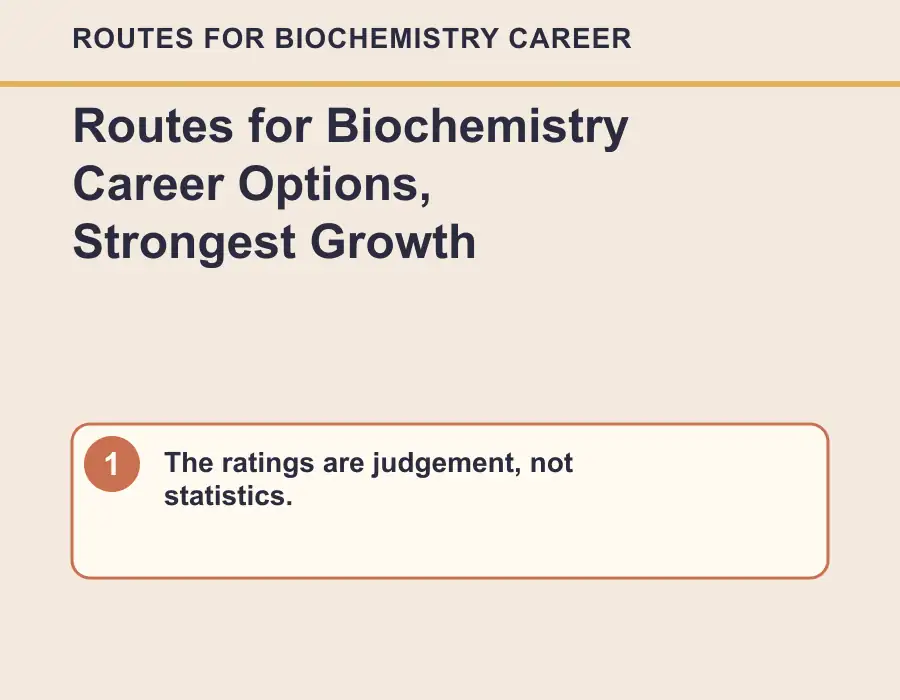 ROUTES FOR BIOCHEMISTRY CAREER
Routes for Biochemistry
Career Options,
Strongest Growth
1
The ratings are judgement, not
statistics.